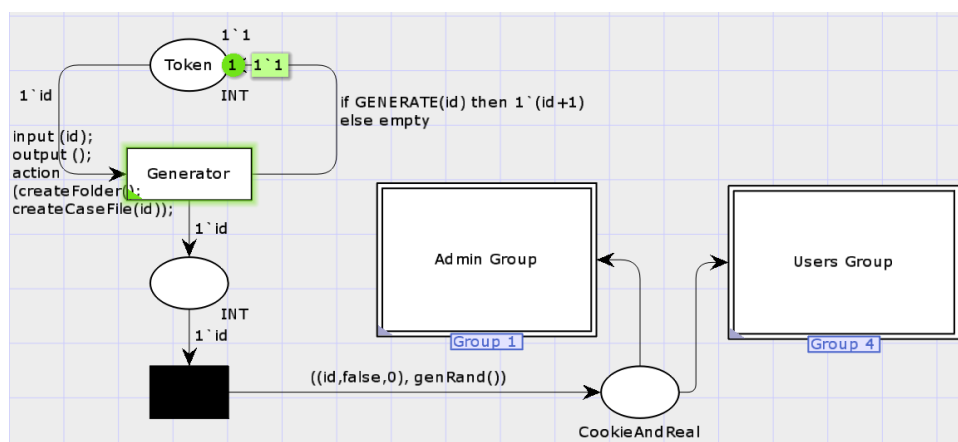 1`1
Token
1
1`1
INT
1`id
if GENERATE(id) then 1`(id+1)
else empty
input (id);
output ();
action
(createFolder();
createCaseFile(id));
Generator
1`id
INT
1`id
Admin Group
Group 1
Users Group
Group 4
((id,false,0), genRand())
CookieAndReal